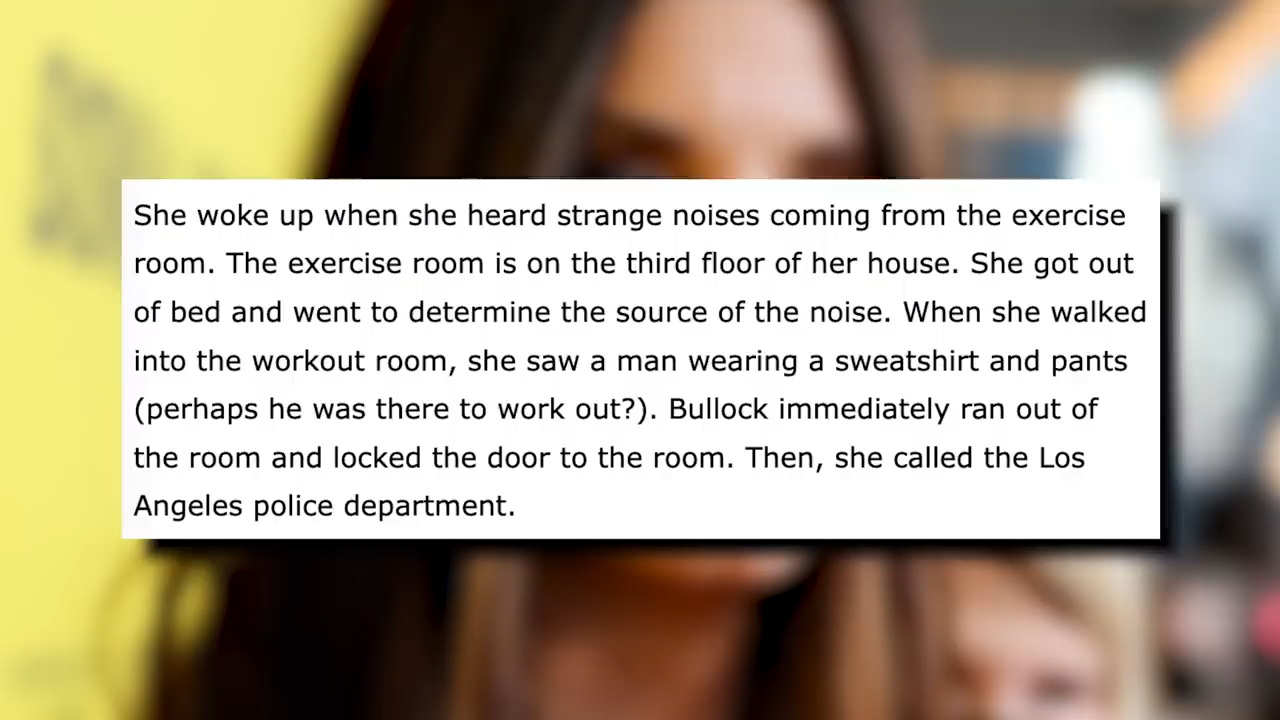 She woke up when she heard strange noises coming from the exercise
room. The exercise room is on the third floor of her house. She got out
of bed and went to determine the source of the noise. When she walked
into the workout room, she saw a man wearing a sweatshirt and pants
(perhaps he was there to work out?). Bullock immediately ran out of
the room and locked the door to the room. Then, she called the Los
Angeles police department.